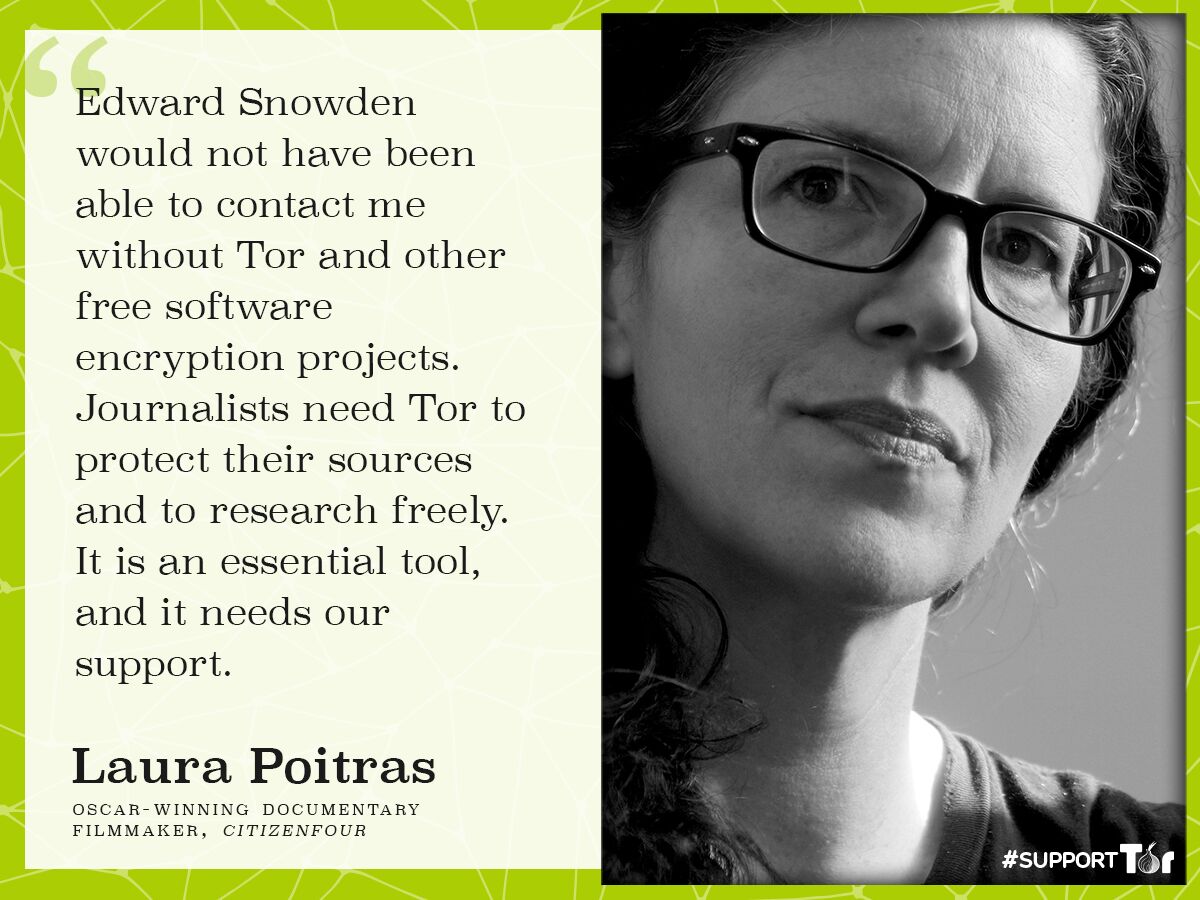 “
Edward Snowden
would not have been
able to contact me
without Tor and other
free software
encryption projects.
Journalists need Tor to
protect their sources
and to research freely.
It is an essential tool,
and it needs our
support.
Laura Poitras
OSCAR-WINNING DOCUMENTARY
FILMMAKER, CITIZENFOUR
#SUPPORT Tor